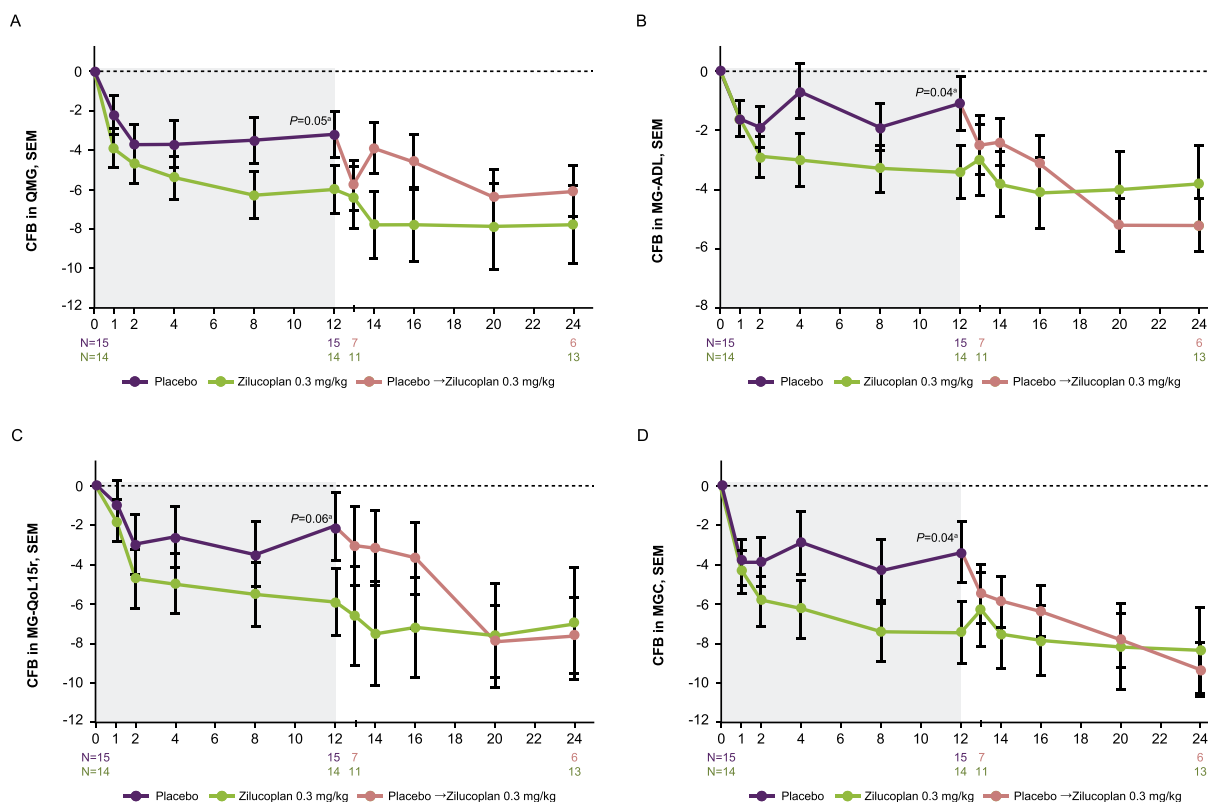 A
CFB in QMG, SEM
0
-2
-4
-6
-8
-10
-12
P=0.05ᵃ
0 1 2 4 6 8 10 12 14 16 18 20 22 24
N=15 15 7 6
N=14 14 11 13
Placebo Zilucoplan 0.3 mg/kg Placebo →Zilucoplan 0.3 mg/kg
B
CFB in MG-ADL, SEM
0
-2
-4
-6
-8
P=0.04ᵃ
0 1 2 4 6 8 10 12 14 16 18 20 22 24
N=15 15 7 6
N=14 14 11 13
Placebo Zilucoplan 0.3 mg/kg Placebo →Zilucoplan 0.3 mg/kg
C
CFB in MG-QoL15r, SEM
0
-2
-4
-6
-8
-10
-12
P=0.06ᵃ
0 1 2 4 6 8 10 12 14 16 18 20 22 24
N=15 15 7 6
N=14 14 11 13
Placebo Zilucoplan 0.3 mg/kg Placebo →Zilucoplan 0.3 mg/kg
D
CFB in MGC, SEM
0
-2
-4
-6
-8
-10
-12
P=0.04ᵃ
0 1 2 4 6 8 10 12 14 16 18 20 22 24
N=15 15 7 6
N=14 14 11 13
Placebo Zilucoplan 0.3 mg/kg Placebo →Zilucoplan 0.3 mg/kg